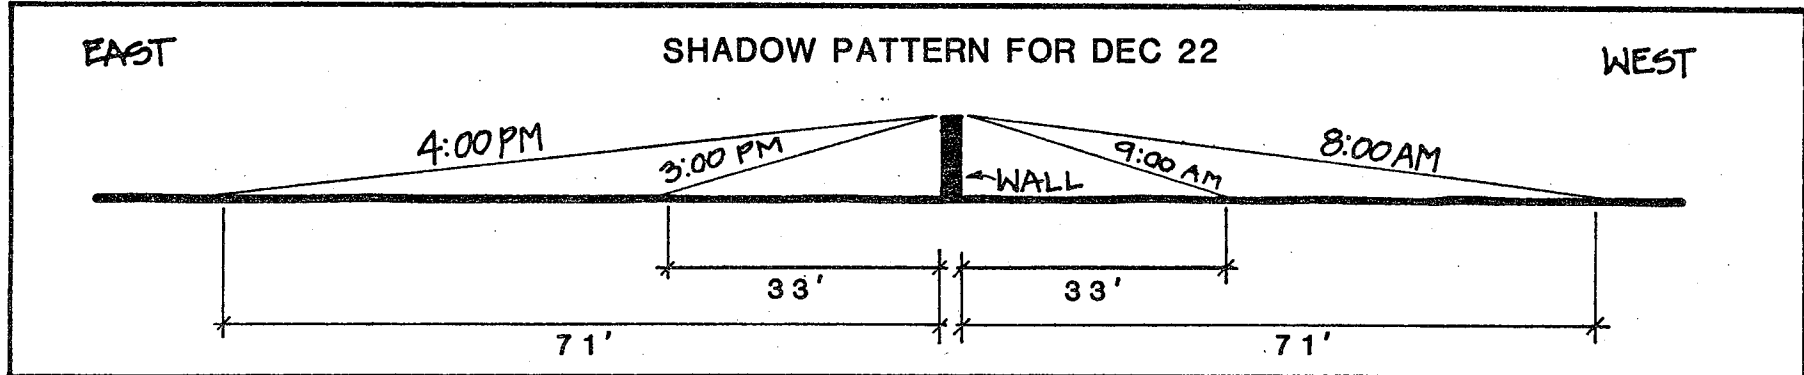 EAST
SHADOW PATTERN FOR DEC 22
WEST
4:00 PM
3:00 PM
9:00 AM
8:00 AM
WALL
33'
33'
71'
71'